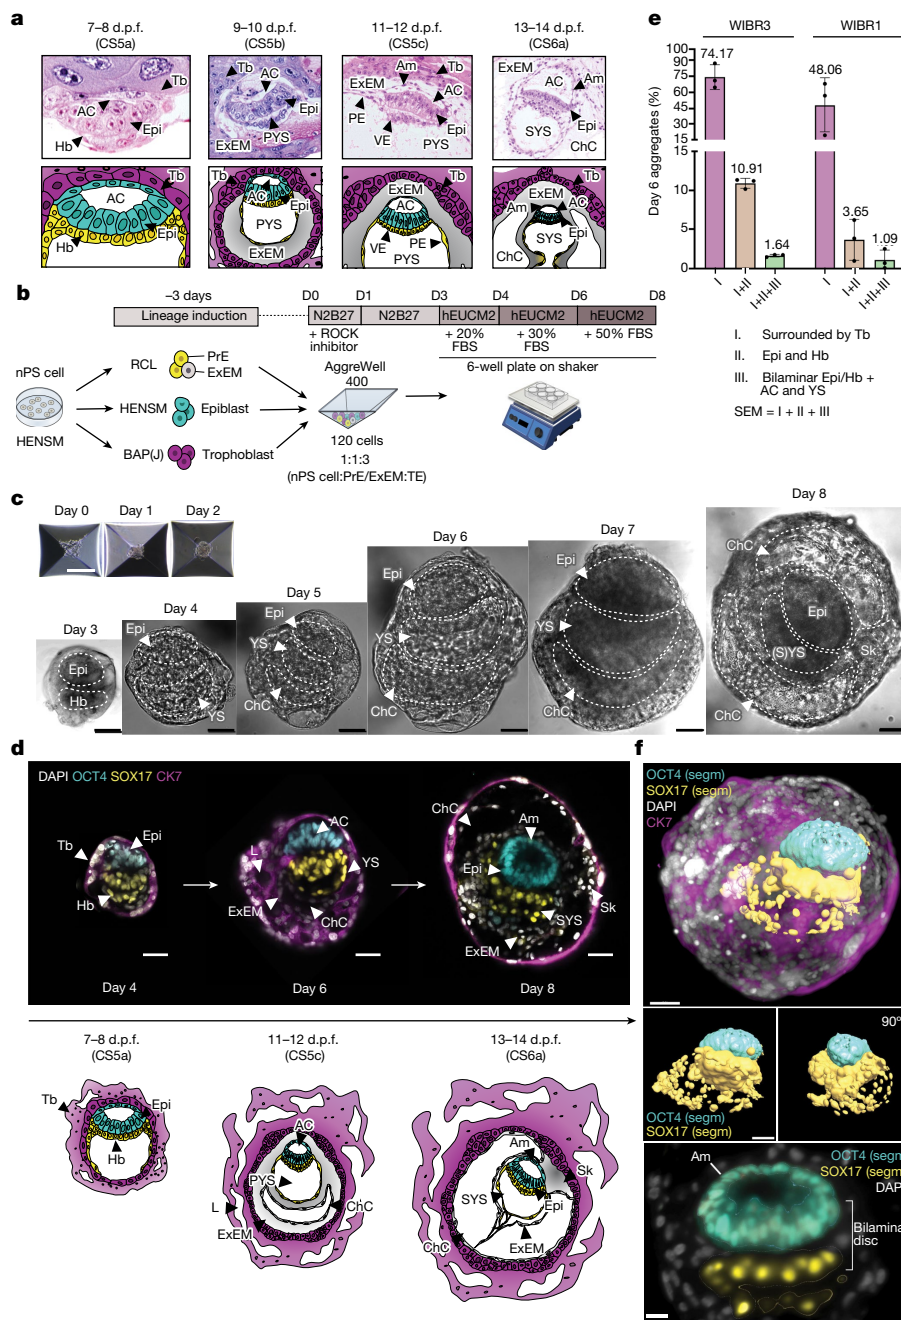 a
7–8 d.p.f.
(CS5a)
9–10 d.p.f.
(CS5b)
11–12 d.p.f.
(CS5c)
13–14 d.p.f.
(CS6a)
Tb
AC
Epi
Hb
Tb
AC
Epi
PYS
ExEM
Am
Tb
ExEM
AC
PE
Epi
VE
PYS
ExEM
AC
Am
Epi
SYS
ChC
Tb
AC
Hb
Epi
Tb
AC
Epi
PYS
ExEM
ExEM
Tb
AC
Epi
VE
PE
PYS
Tb
ExEM
Am
AC
SYS
Epi
ChC
b
–3 days
D0
D1
D3
D4
D6
D8
Lineage induction
N2B27
N2B27
hEUCM2
hEUCM2
hEUCM2
+ ROCK
inhibitor
+ 20%
FBS
+ 30%
FBS
+ 50% FBS
6-well plate on shaker
nPS cell
HENSM
RCL
PrE
ExEM
HENSM
Epiblast
BAP(J)
Trophoblast
AggreWell
400
120 cells
1:1:3
(nPS cell:PrE/ExEM:TE)
c
Day 0
Day 1
Day 2
Day 3
Epi
Hb
Day 4
Epi
YS
Day 5
Epi
YS
ChC
Day 6
Epi
YS
ChC
Day 7
Epi
YS
ChC
Day 8
ChC
Epi
(S)YS
Sk
ChC
d
DAPI OCT4 SOX17 CK7
Tb
Epi
Hb
Day 4
AC
L
YS
ExEM
ChC
Day 6
ChC
Am
Epi
Sk
SYS
ExEM
Day 8
7–8 d.p.f.
(CS5a)
11–12 d.p.f.
(CS5c)
13–14 d.p.f.
(CS6a)
Tb
Epi
Hb
AC
PYS
L
ChC
ExEM
Am
Sk
SYS
Epi
ChC
ExEM
e
WIBR3
WIBR1
Day 6 aggregates (%)
100
90
75
60
45
30
15
15
10
5
0
74.17
10.91
1.64
48.06
3.65
1.09
I
I+II
I+II+III
I
I+II
I+II+III
I. Surrounded by Tb
II. Epi and Hb
III. Bilaminar Epi/Hb +
AC and YS
SEM = I + II + III
f
OCT4 (segm)
SOX17 (segm)
DAPI
CK7
90°
OCT4 (segm)
SOX17 (segm)
Am
OCT4 (segm
SOX17 (segm
DAP
Bilamina
disc